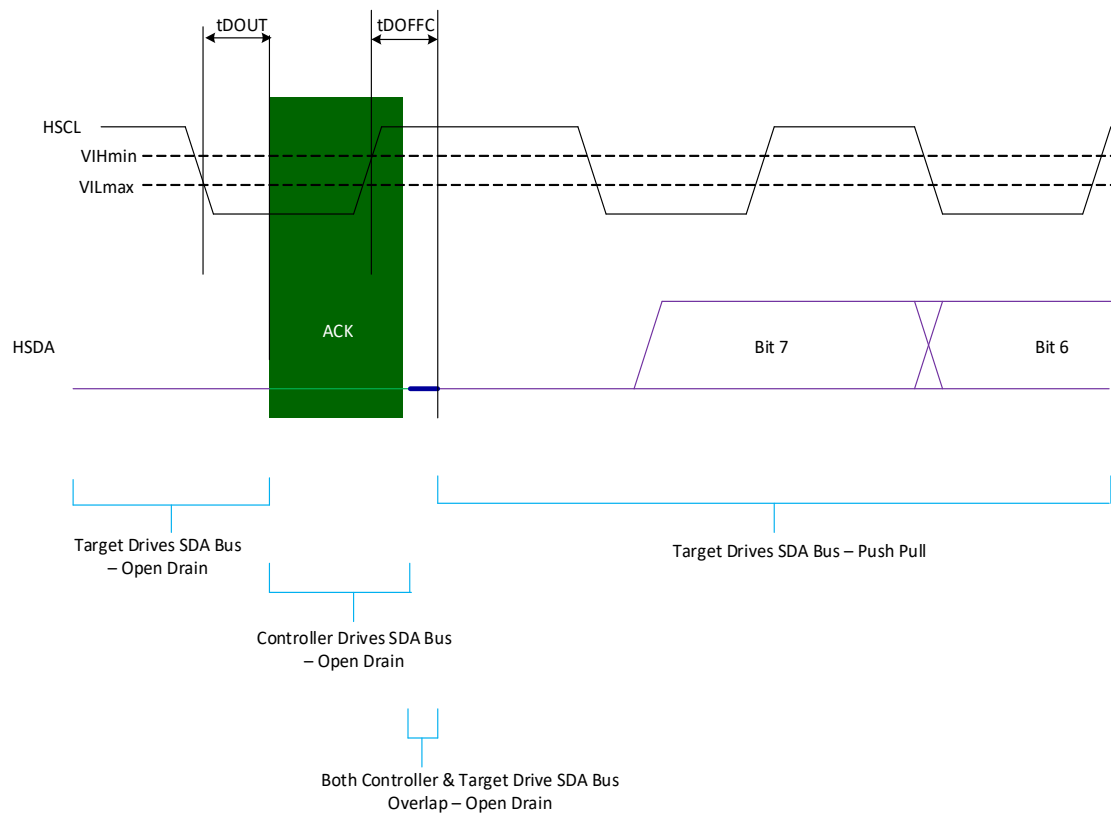 tDOUT
tDOFFC
HSCL
VIHmin
VILmax
ACK
HSDA
Bit 7
Bit 6
Target Drives SDA Bus
– Open Drain
Target Drives SDA Bus – Push Pull
Controller Drives SDA Bus
– Open Drain
Both Controller & Target Drive SDA Bus
Overlap – Open Drain